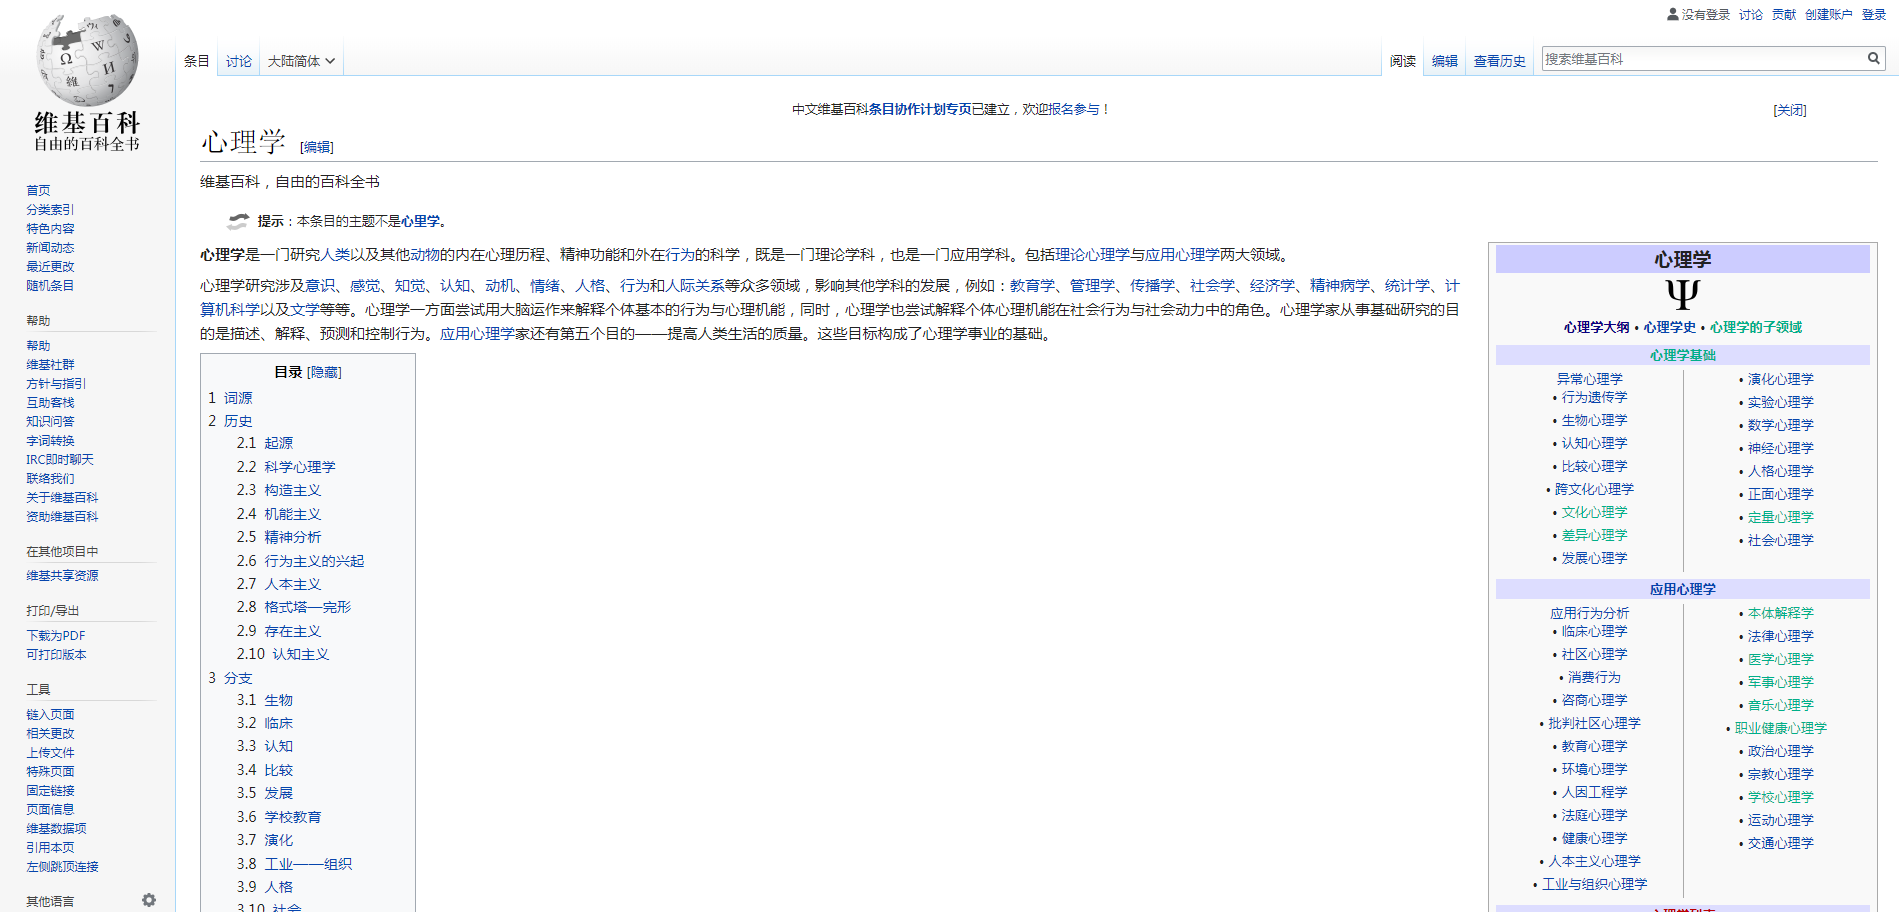 没有登录 讨论 贡献 创建账户 登录
条目 讨论 大陆简体
阅读 编辑 查看历史 搜索维基百科
维基百科
自由的百科全书
首页
分类索引
特色内容
新闻动态
最近更改
随机条目
帮助
帮助
维基社群
方针与指引
互助客栈
知识问答
字词转换
IRC即时聊天
联络我们
关于维基百科
资助维基百科
在其他项目中
维基共享资源
打印/导出
下载为PDF
可打印版本
工具
链入页面
相关更改
上传文件
特殊页面
固定链接
页面信息
维基数据项
引用本页
左侧跳顶连接
其他语言
中文维基百科条目协作计划专页已建立，欢迎报名参与！ [关闭]
心理学 [编辑]
维基百科，自由的百科全书
提示：本条目的主题不是心里学。
心理学是一门研究人类以及其他动物的内在心理历程、精神功能和外在行为的科学，既是一门理论学科，也是一门应用学科。包括理论心理学与应用心理学两大领域。
心理学研究涉及意识、感觉、知觉、认知、动机、情绪、人格、行为和人际关系等众多领域，影响其他学科的发展，例如：教育学、管理学、传播学、社会学、经济学、精神病学、统计学、计
算机科学以及文学等等。心理学一方面尝试用大脑运作来解释个体基本的行为与心理机能，同时，心理学也尝试解释个体心理机能在社会行为与社会动力中的角色。心理学家从事基础研究的目
的是描述、解释、预测和控制行为。应用心理学家还有第五个目的——提高人类生活的质量。这些目标构成了心理学事业的基础。
目录 [隐藏]
1 词源
2 历史
2.1 起源
2.2 科学心理学
2.3 构造主义
2.4 机能主义
2.5 精神分析
2.6 行为主义的兴起
2.7 人本主义
2.8 格式塔—完形
2.9 存在主义
2.10 认知主义
3 分支
3.1 生物
3.2 临床
3.3 认知
3.4 比较
3.5 发展
3.6 学校教育
3.7 演化
3.8 工业——组织
3.9 人格
3.10 社会
心理学
Ψ
心理学大纲 • 心理学史 • 心理学的子领域
心理学基础
异常心理学
• 行为遗传学
• 生物心理学
• 认知心理学
• 比较心理学
• 跨文化心理学
• 文化心理学
• 差异心理学
• 发展心理学
• 演化心理学
• 实验心理学
• 数学心理学
• 神经心理学
• 人格心理学
• 正面心理学
• 定量心理学
• 社会心理学
应用心理学
应用行为分析
• 临床心理学
• 社区心理学
• 消费行为
• 咨商心理学
• 批判社区心理学
• 教育心理学
• 环境心理学
• 人因工程学
• 法庭心理学
• 健康心理学
• 人本主义心理学
• 工业与组织心理学
• 本体解释学
• 法律心理学
• 医学心理学
• 军事心理学
• 音乐心理学
• 职业健康心理学
• 政治心理学
• 宗教心理学
• 学校心理学
• 运动心理学
• 交通心理学
心理学列表